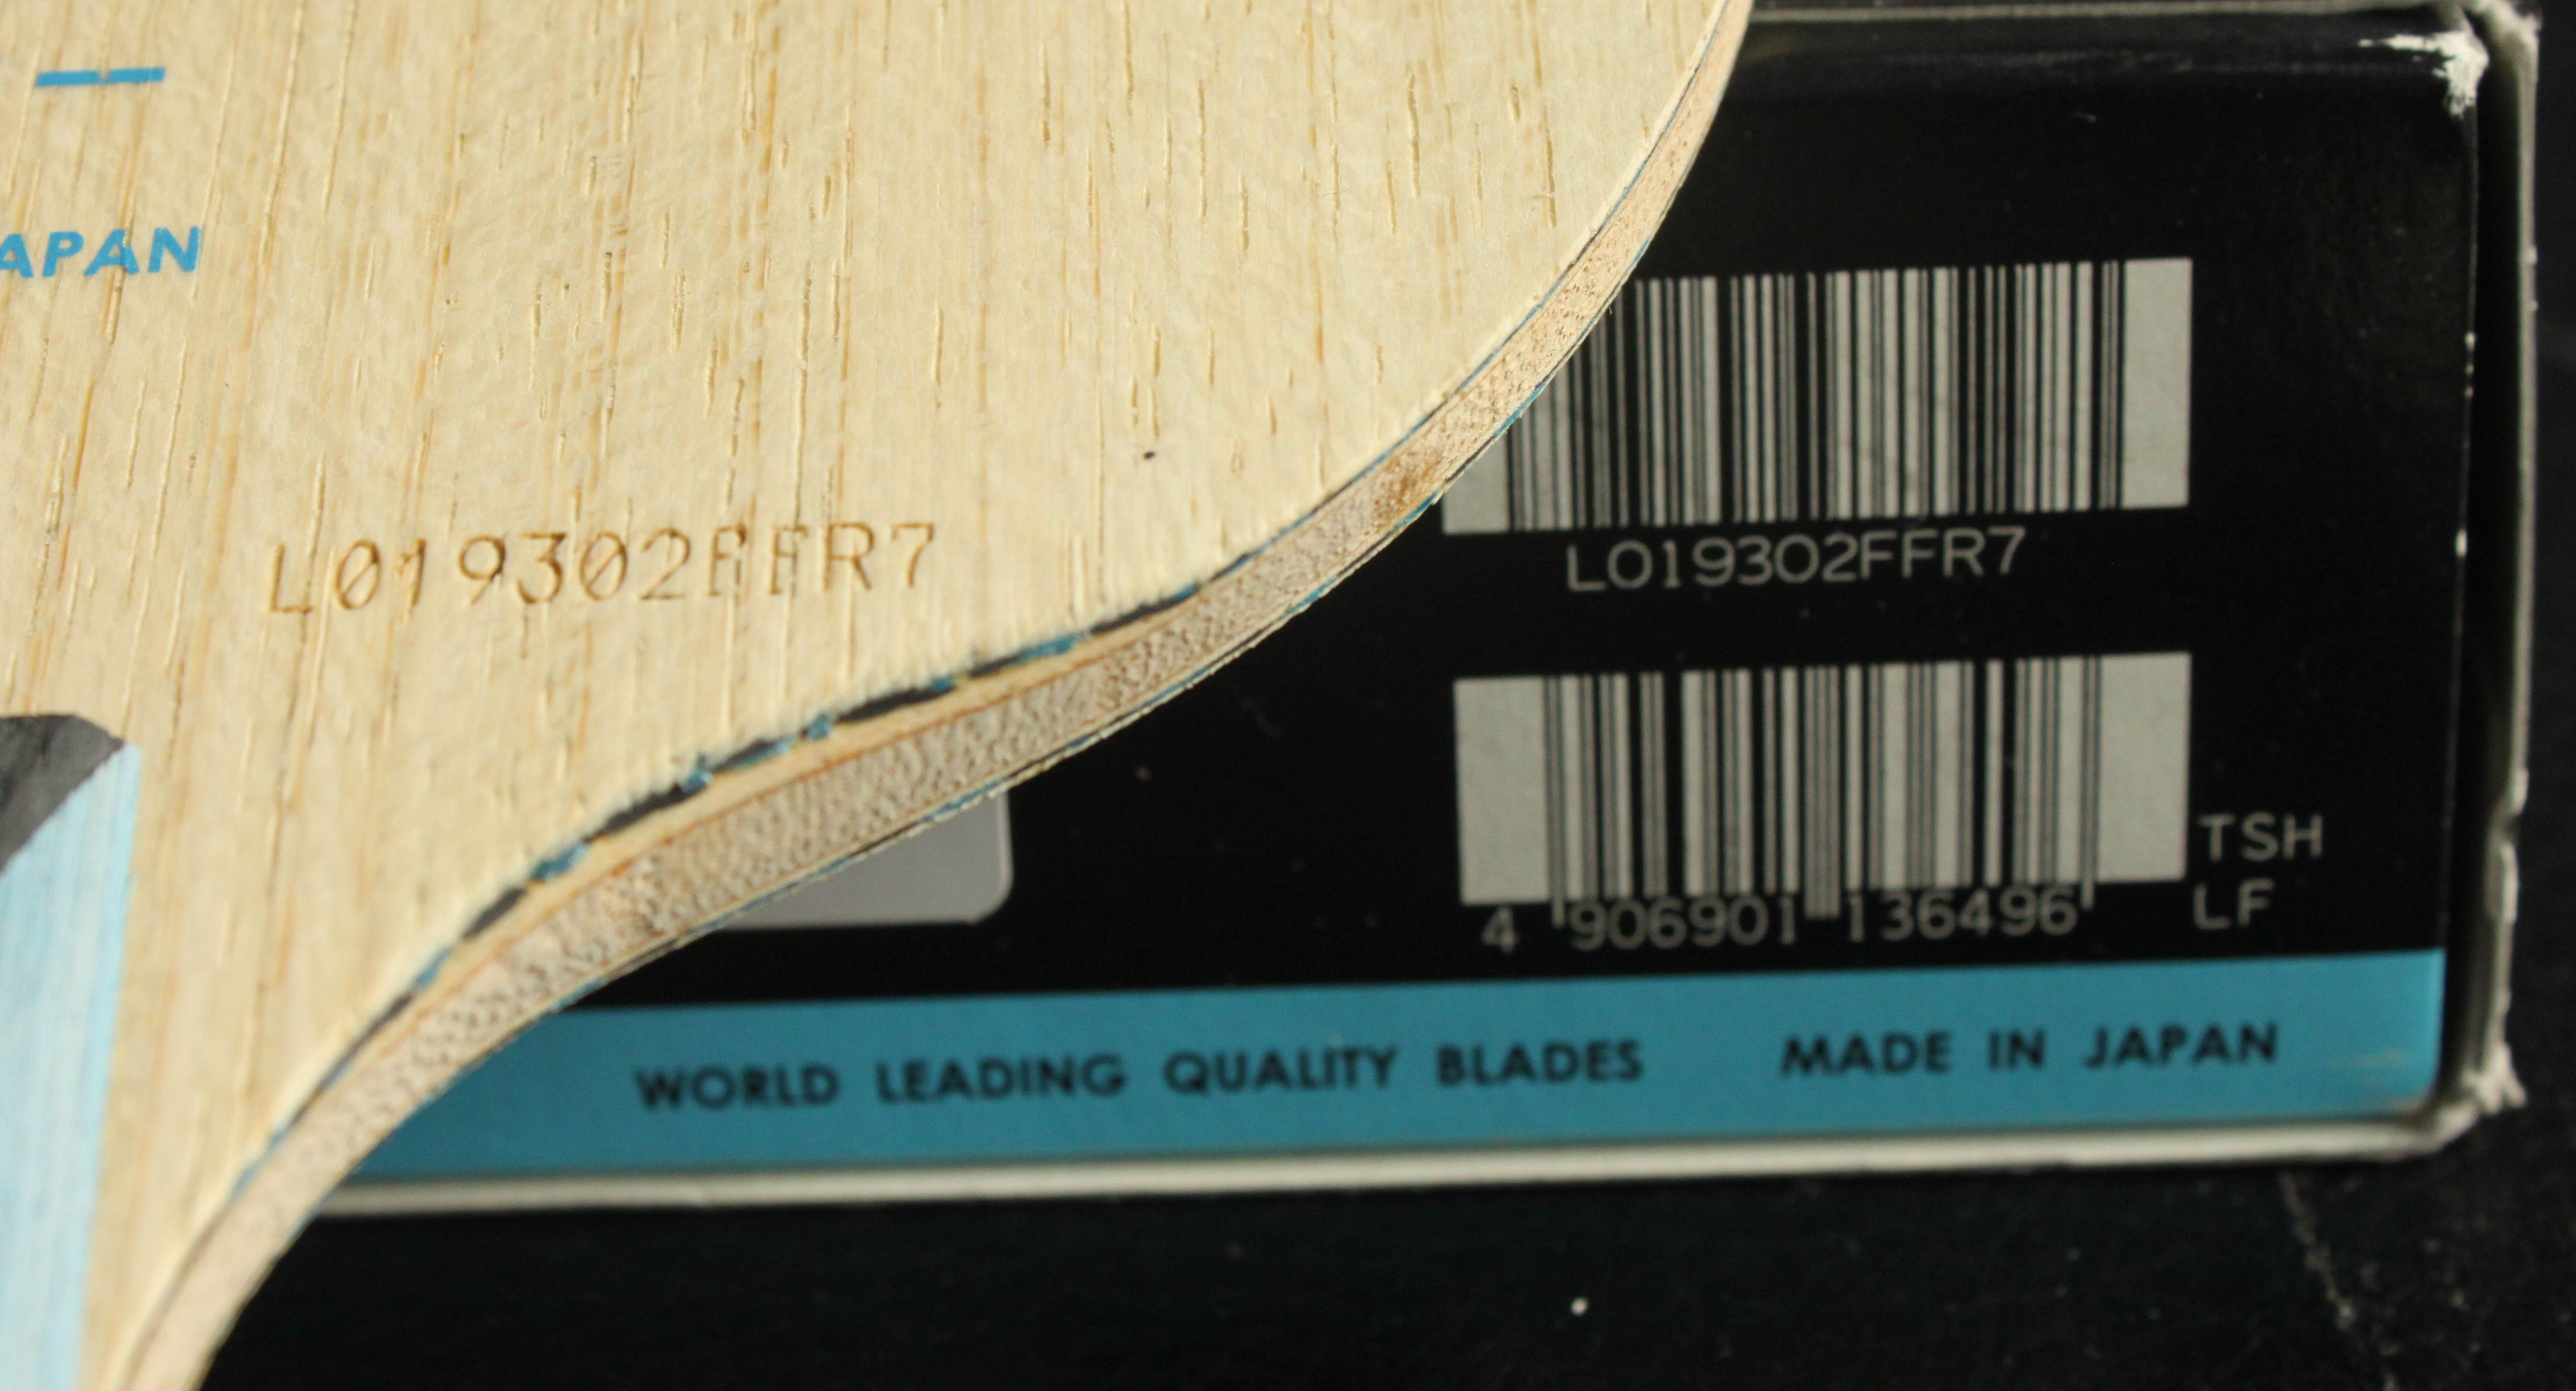 APAN
L019302FFR7
L019302FFR7
4 906901 136496
TSH
LF
WORLD LEADING QUALITY BLADES MADE IN JAPAN